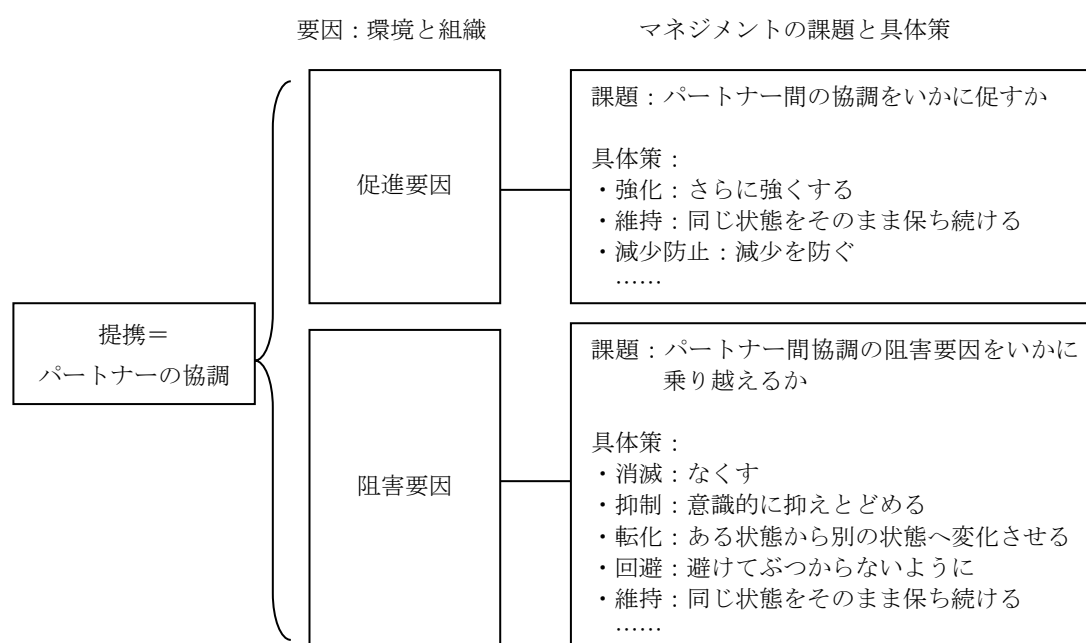 要因：環境と組織
マネジメントの課題と具体策
促進要因
課題：パートナー間の協調をいかに促すか
具体策：
・強化：さらに強くする
・維持：同じ状態をそのまま保ち続ける
・減少防止：減少を防ぐ
……
提携＝
パートナーの協調
阻害要因
課題：パートナー間協調の阻害要因をいかに
乗り越えるか
具体策：
・消滅：なくす
・抑制：意識的に抑えとどめる
・転化：ある状態から別の状態へ変化させる
・回避：避けてぶつからないように
・維持：同じ状態をそのまま保ち続ける
……